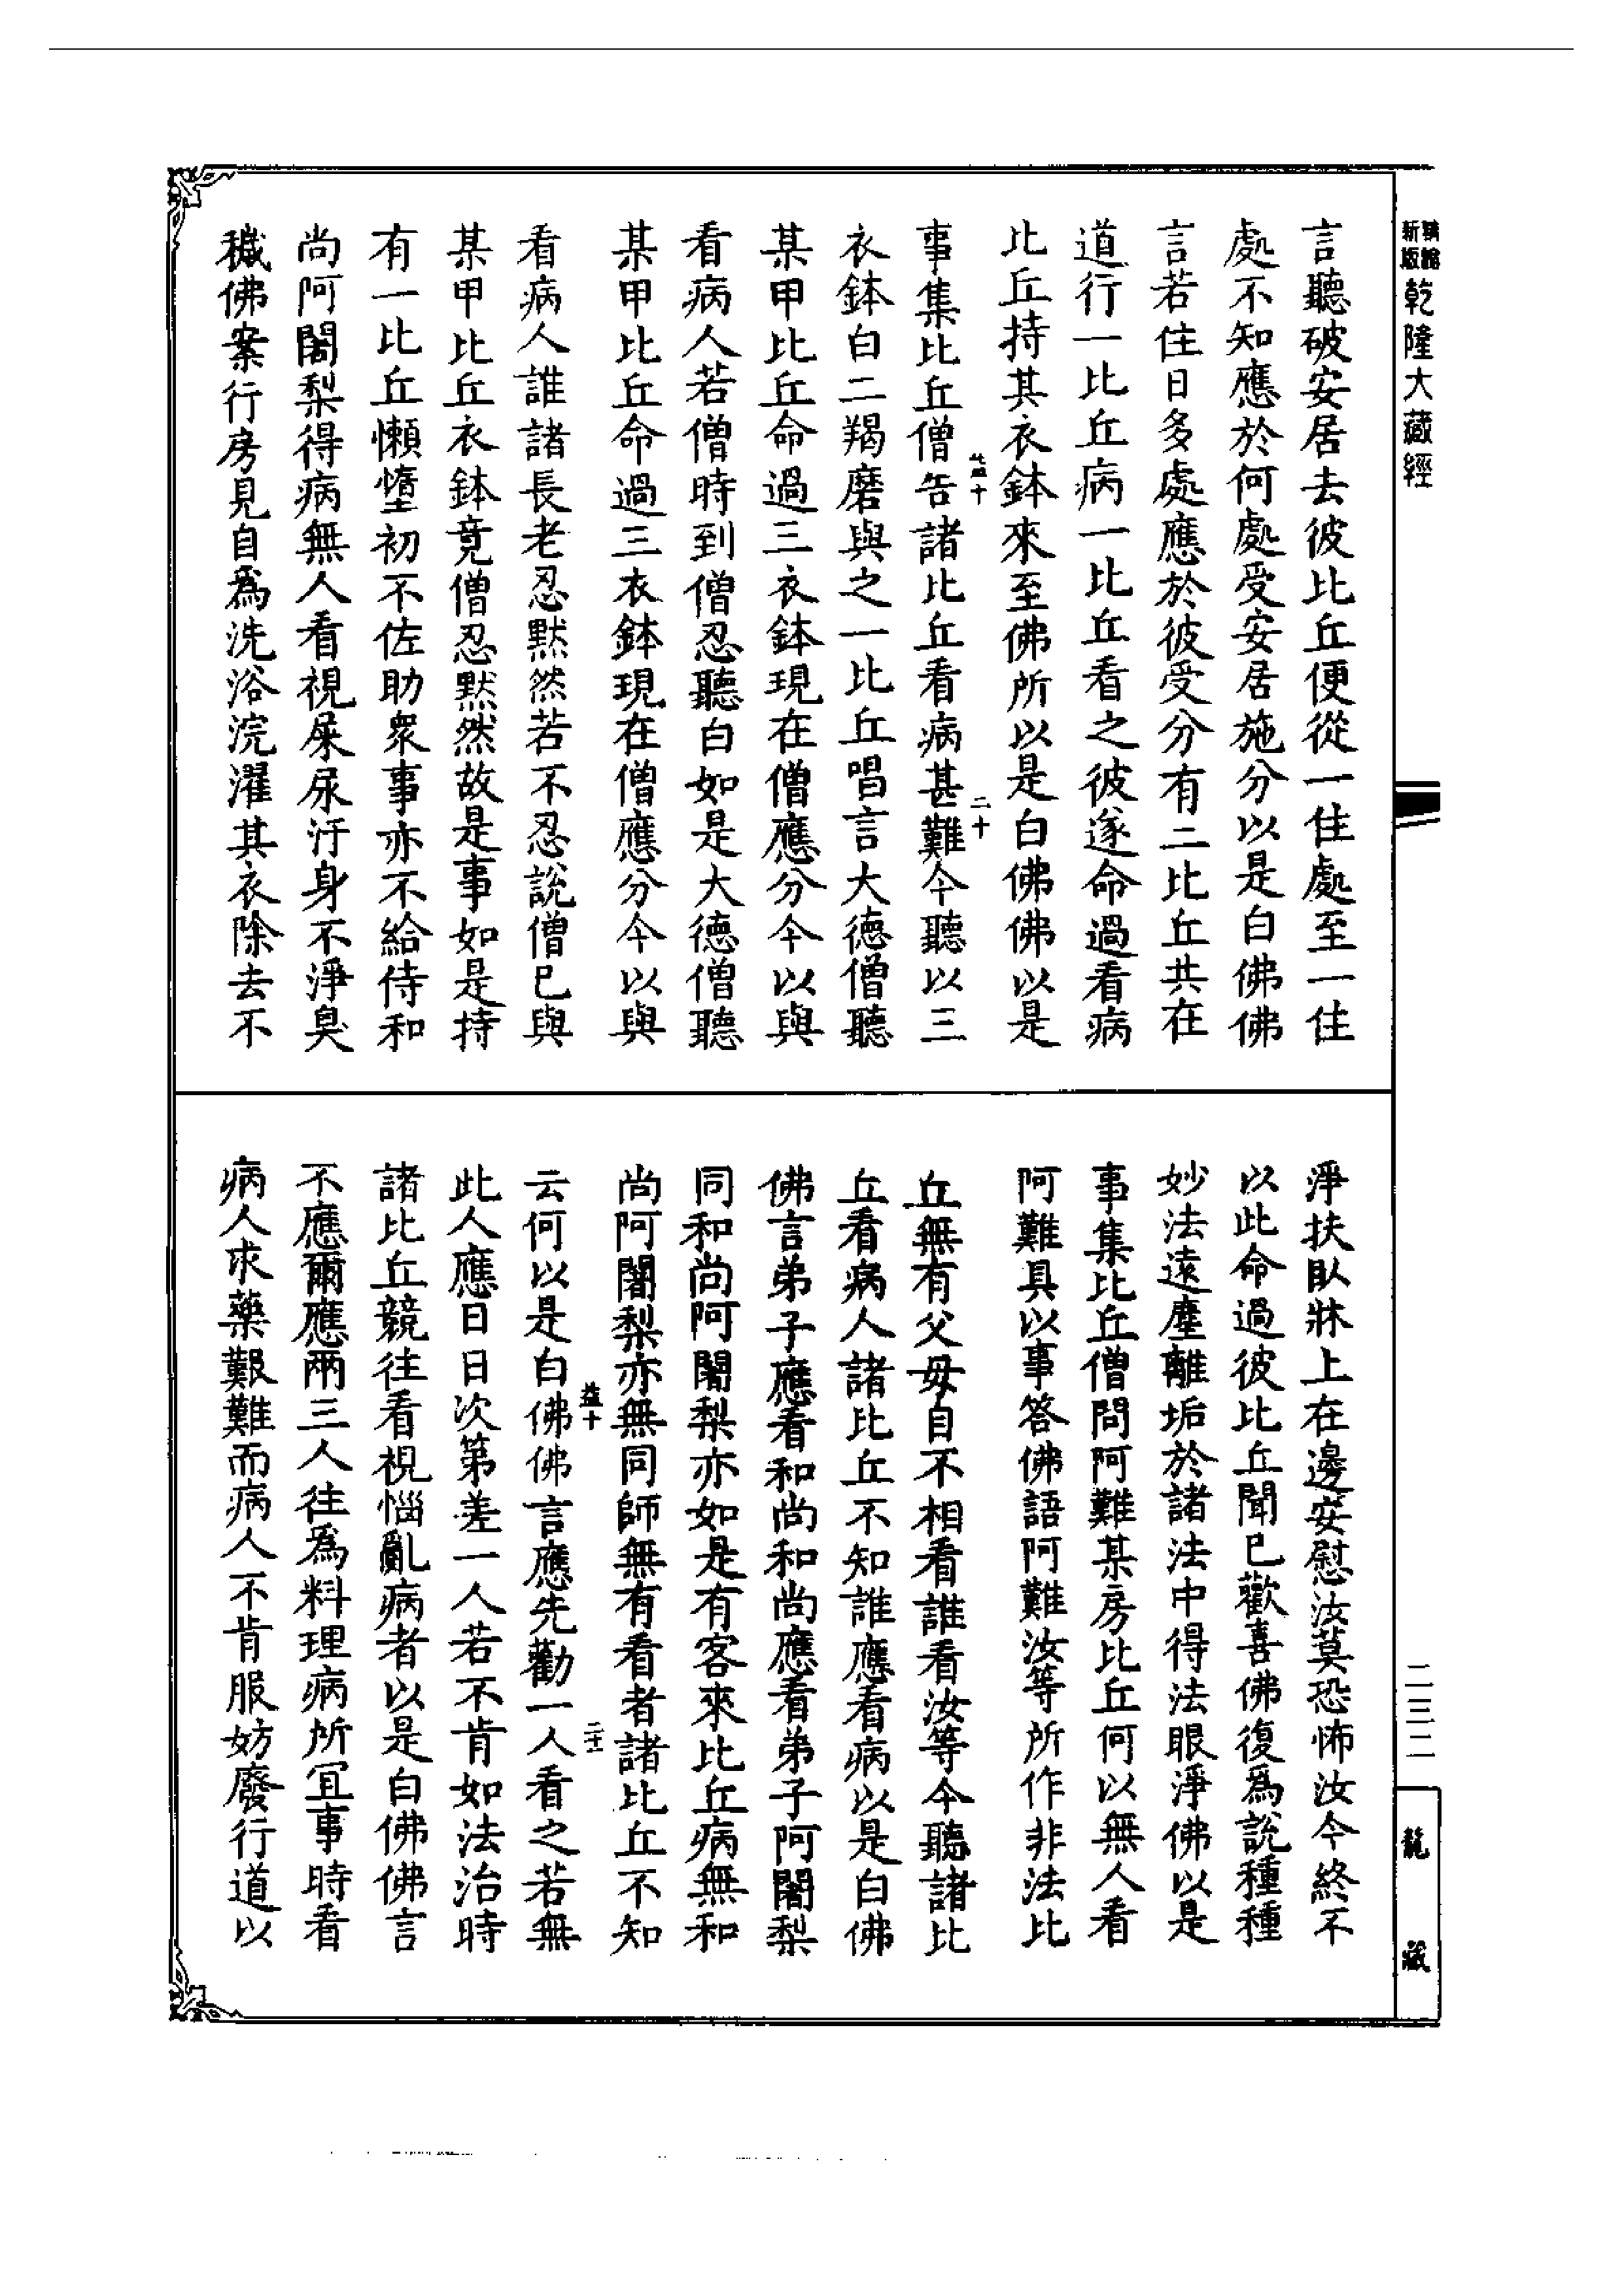 新版
乾隆大藏經
言聽破安居去彼比丘便從一住處至一住
處不知應於何處受安居施分以是白佛佛
言若住日多處應於彼受分有二比丘共在
道行一比丘病一比丘看之彼遂命過看病
比丘持其衣鉢來至佛所以是白佛佛以是
事集比丘僧告諸比丘看病甚難今聽以三
衣鉢白二羯磨與之一比丘唱言大德僧聽
某甲比丘命過三衣鉢現在僧應分今以與
看病人若僧時到僧忍聽白如是大德僧聽
某甲比丘命過三衣鉢現在僧應分今以與
看病人誰諸長老忍默然若不忍說僧已與
某甲比丘衣鉢竟僧忍默然故是事如是持
有一比丘懶憜初不佐助衆事亦不給侍和
尚阿闍梨得病無人看視屎尿汙身不淨臭
穢佛案行房見自爲洗浴浣濯其衣除去不
二十
淨扶臥牀上在邊安慰汝莫恐怖汝今終不
以此命過彼比丘聞已歡喜佛復爲說種種
妙法遠塵離垢於諸法中得法眼淨佛以是
事集比丘僧問阿難某房比丘何以無人看
阿難具以事答佛語阿難汝等所作非法比
丘無有父母自不相看誰看汝等今聽諸比
丘看病人諸比丘不知誰應看病以是白佛
佛言弟子應看和尚和尚應看弟子阿闍梨
同和尚阿闍梨亦如是有客來比丘病無和
尚阿闍梨亦無同師無有看者諸比丘不知
云何以是白佛佛言應先勸一人看之若無
此人應日日次第差一人若不肯如法治時
諸比丘競往看視惱亂病者以是白佛佛言
不應爾應兩三人往爲料理病所宜事時看
病人求藥艱難而病人不肯服妨廢行道以
益十
二三二
龍藏